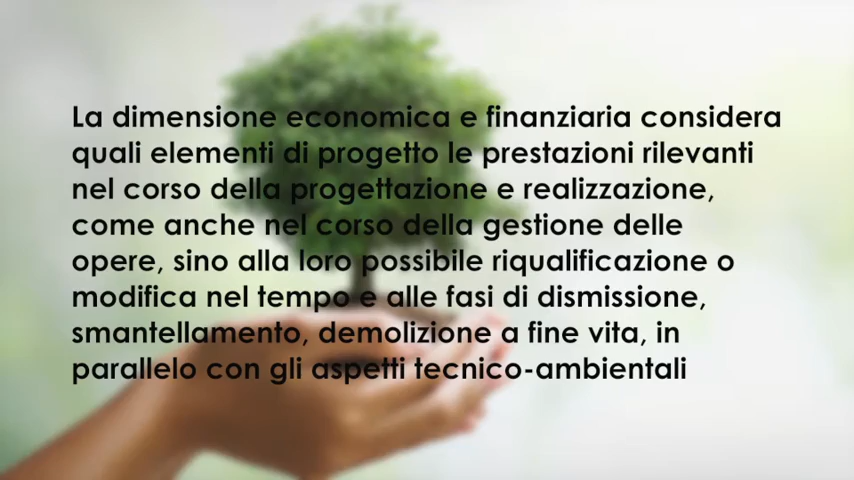 La dimensione economica e finanziaria considera
quali elementi di progetto le prestazioni rilevanti
nel corso della progettazione e realizzazione,
come anche nel corso della gestione delle
opere, sino alla loro possibile riqualificazione o
modifica nel tempo e alle fasi di dismissione,
smantellamento, demolizione a fine vita, in
parallelo con gli aspetti tecnico-ambientali